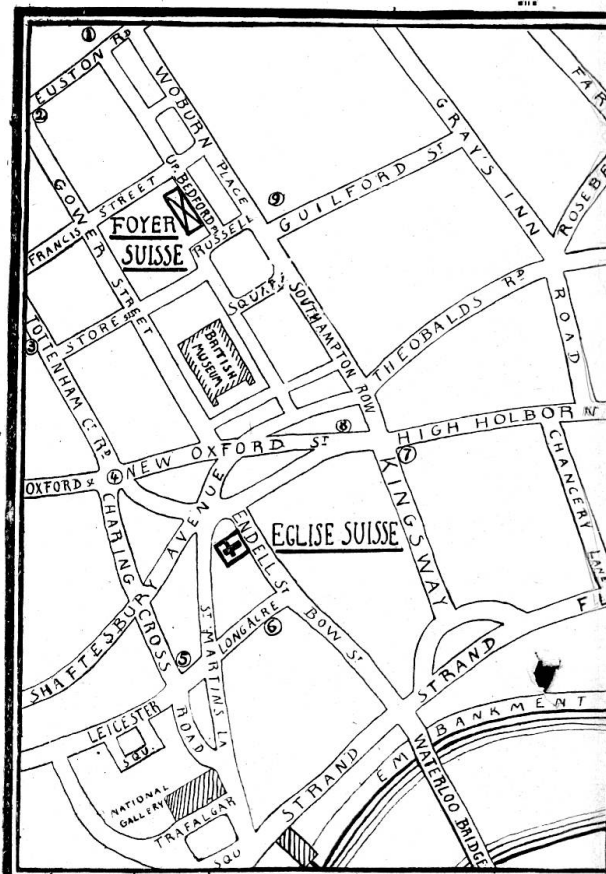 ①
EUSTON RD
②
WOBURN PLACE
GOWER STREET
FRANCIS STREET
UP. BEDFORD PL
FOYER
SUISSE
RUSSELL
SQUARE
⑨
GUILFORD ST
GRAY'S INN ROAD
FAR
ROSEBE
STORE ST
③
TOTTENHAM CT RD
BRITISH
MUSEUM
SOUTHAMPTON ROW
THEOBALDS RD
⑧
HIGH HOLBORN
⑦
OXFORD ST
④
NEW OXFORD ST
CHARING CROSS ROAD
SHAFTESBURY AVENUE
ENDELL ST
EGLISE SUISSE
KINGSWAY
CHANCERY LANE
ST MARTINS LA
LONGACRE
⑥
BOW ST
⑤
LEICESTER
SQU.
STRAND
FL
EMBANKMENT
NATIONAL
GALLERY
TRAFALGAR
SQU
STRAND
WATERLOO BRIDGE